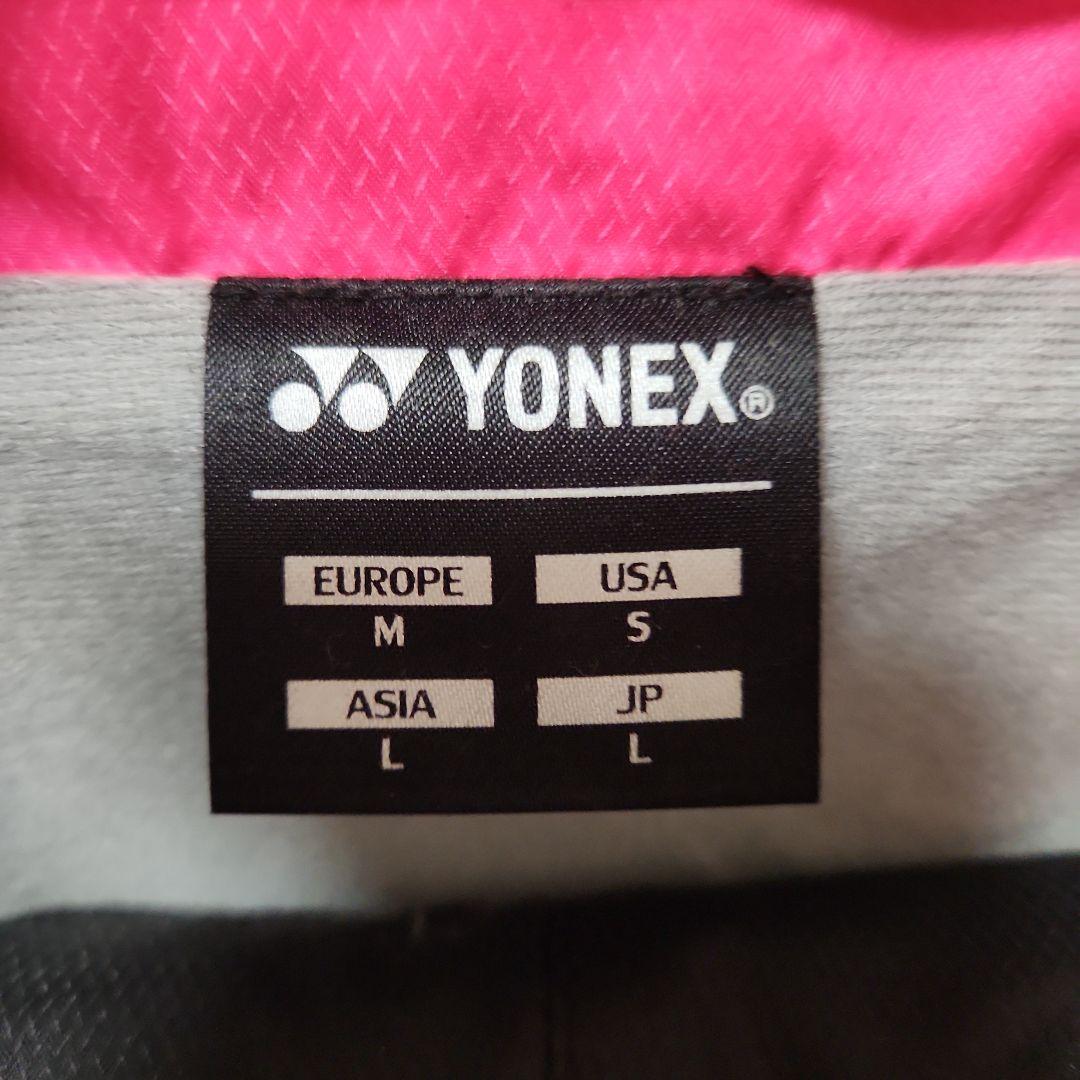 YONEX®
EUROPE USA
M S
ASIA JP
L L